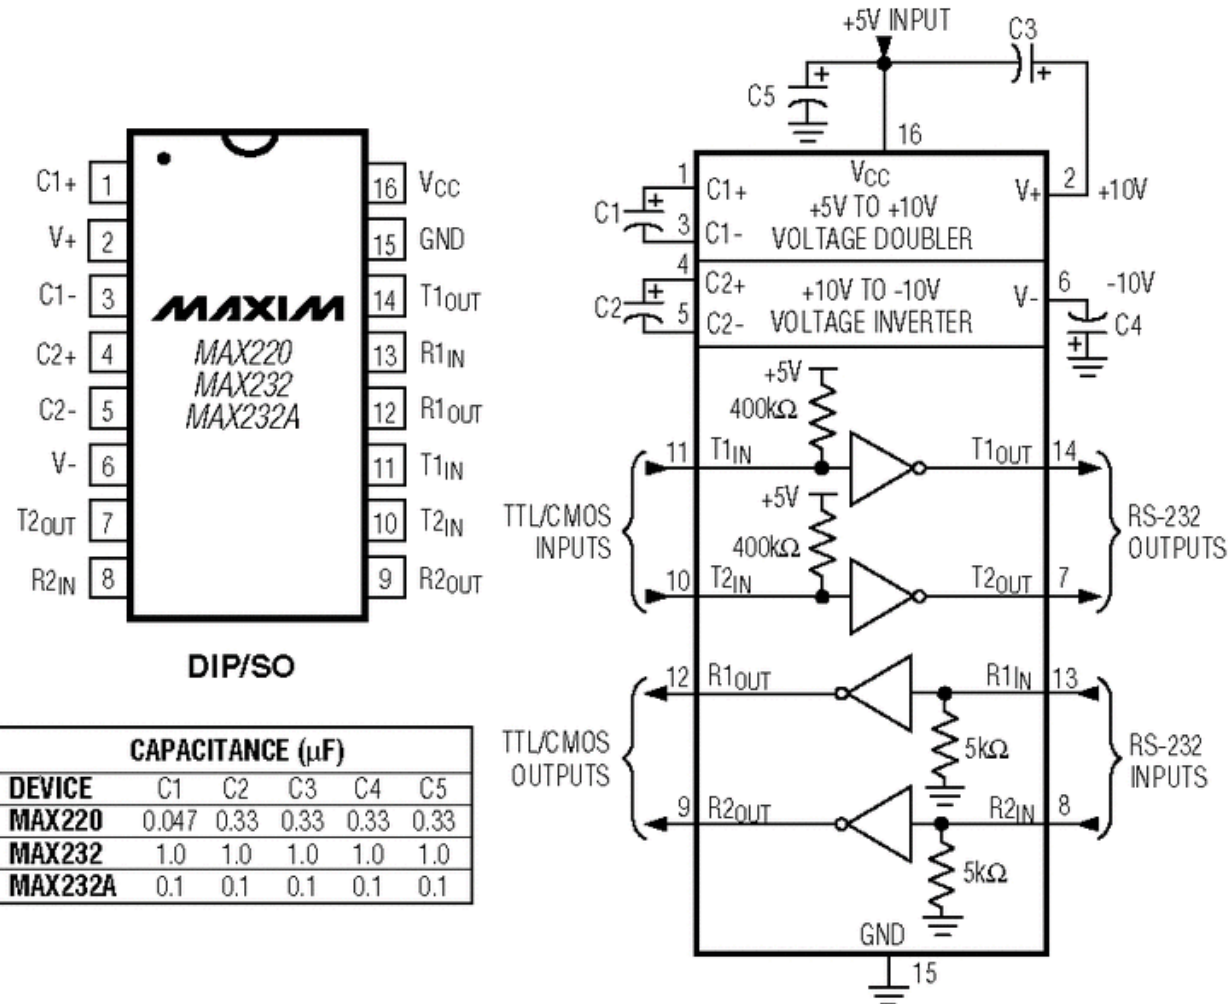 C1+ 1
V+ 2
C1- 3
C2+ 4
C2- 5
V- 6
T2OUT 7
R2IN 8
16 VCC
15 GND
14 T1OUT
13 R1IN
12 R1OUT
11 T1IN
10 T2IN
9 R2OUT
MAXIM
MAX220
MAX232
MAX232A
DIP/SO
CAPACITANCE (µF)
DEVICE C1 C2 C3 C4 C5
MAX220 0.047 0.33 0.33 0.33 0.33
MAX232 1.0 1.0 1.0 1.0 1.0
MAX232A 0.1 0.1 0.1 0.1 0.1
+5V INPUT
C3
+
C5
+
16
VCC
+5V TO +10V
VOLTAGE DOUBLER
1
C1+
C1
+
3
C1-
V+
2
+10V
4
C2+
C2
+
5
C2-
+10V TO -10V
VOLTAGE INVERTER
V-
6
-10V
C4
+
+5V
400kΩ
11
T1IN
T1OUT
14
+5V
400kΩ
TTL/CMOS
INPUTS
RS-232
OUTPUTS
10
T2IN
T2OUT
7
12
R1OUT
R1IN
13
5kΩ
TTL/CMOS
OUTPUTS
RS-232
INPUTS
9
R2OUT
R2IN
8
5kΩ
GND
15